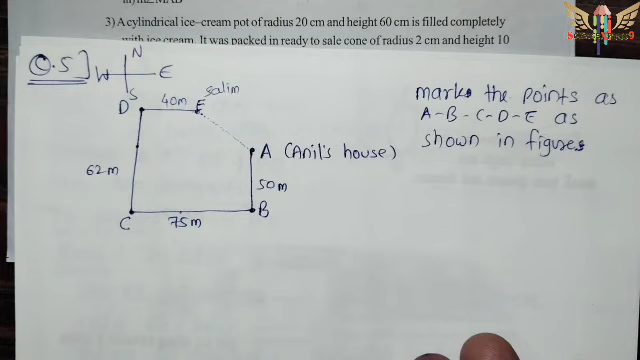 3) A cylindrical ice-cream pot of radius 20 cm and height 60 cm is filled completely
with ice cream. It was packed in ready to sale cone of radius 2 cm and height 10
Q.5]
N
W E
S
Salim
40m
D E
marks the points as
A-B-C-D-E as
shown in figures
A (Anil's house)
62m
50m
C 75m B